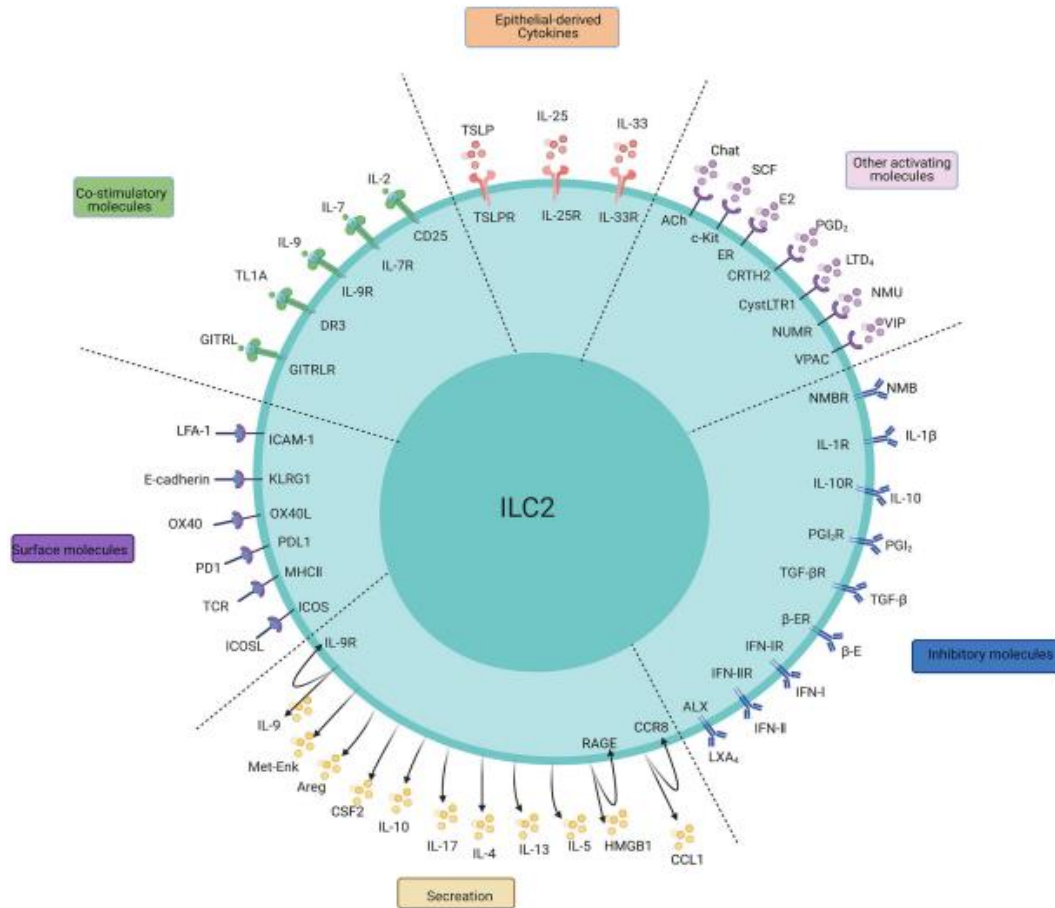 Epithelial-derived
Cytokines
TSLP
IL-25
IL-33
TSLPR
IL-25R
IL-33R
Other activating
molecules
Chat
SCF
E2
PGD₂
LTD₄
NMU
VIP
ACh
c-Kit
ER
CRTH2
CystLTR1
NUMR
VPAC
Co-stimulatory
molecules
IL-2
IL-7
IL-9
TL1A
GITRL
CD25
IL-7R
IL-9R
DR3
GITRLR
ILC2
Surface molecules
LFA-1
ICAM-1
E-cadherin
KLRG1
OX40
OX40L
PD1
PDL1
TCR
MHCII
ICOSL
ICOS
Inhibitory molecules
NMBR
NMB
IL-1R
IL-1β
IL-10R
IL-10
PGI₂R
PGI₂
TGF-βR
TGF-β
β-ER
β-E
IFN-IR
IFN-I
IFN-IIR
IFN-II
ALX
LXA₄
IL-9R
IL-9
Met-Enk
Areg
CSF2
IL-10
IL-17
IL-4
IL-13
IL-5
RAGE
HMGB1
CCR8
CCL1
Secreation